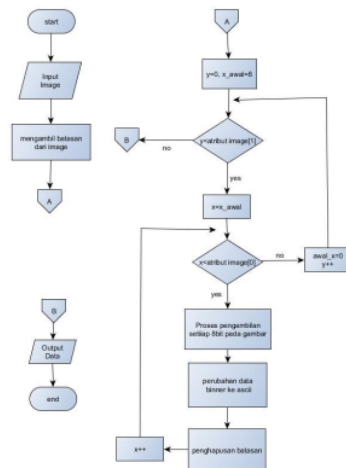 start
Input
Image
mengambil batasan
dari image
A
B
Output
Data
end
A
y=0, x_awal=8
y<atribut image[1]
no
B
yes
x=x_awal
x<atribut image[0]
no
awal_x=0
y++
yes
Proses pengambilan
setiap 8bit pada gambar
perubahan data
binner ke ascii
penghapusan batasan
x++